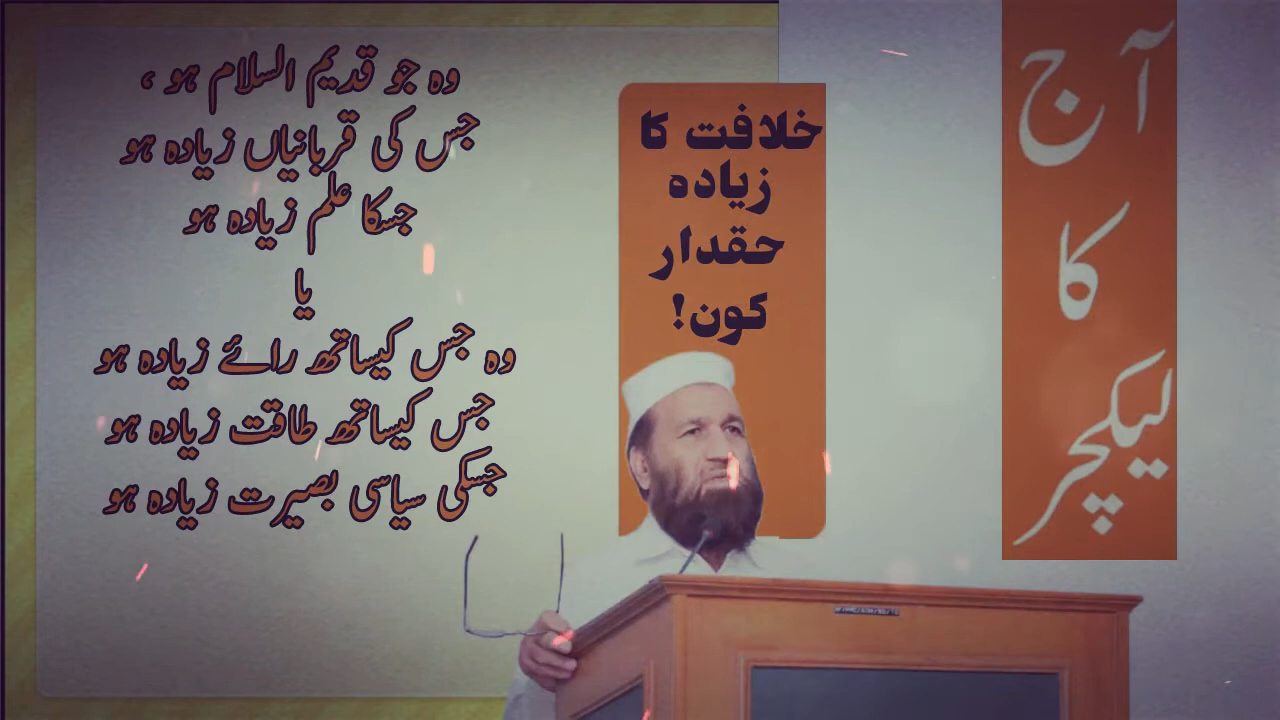 آج
کا
لیکچر
خلافت کا
زیادہ
حقدار
کون!
وہ جو قدیم السلام ہو ،
جس کی قربانیاں زیادہ ہو
جسکا علم زیادہ ہو
یا
وہ جس کیساتھ رائے زیادہ ہو
جس کیساتھ طاقت زیادہ ہو
جسکی سیاسی بصیرت زیادہ ہو